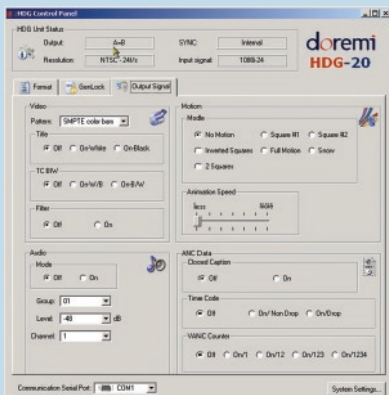 HDG Control Panel
HDG Unit Status
Output: A=B SYNC Internal
Resolution: NTSC - 24f/s Input signal: 1080i-24
doremi
HDG-20
Format GenLock Output Signal
Video
Pattern: SMPTE color bars
Title
Off On-White On-Black
TC BIW
Off On-W/B On-B/W
Filter
Off On
Audio
Mode
Off On
Group: 01
Level: -48 dB
Channel: 1
Motion
Mode
No Motion Square #1 Square #2
Inverted Squares Full Motion Snow
2 Squares
Animation Speed
less
ANC Data
Closed Caption
Off On
Time Code
Off On/ Non Drop On/Drop
VANC Counter
Off On/1 On/12 On/123 On/1234
Communication Serial Port: COM1 System Settings...